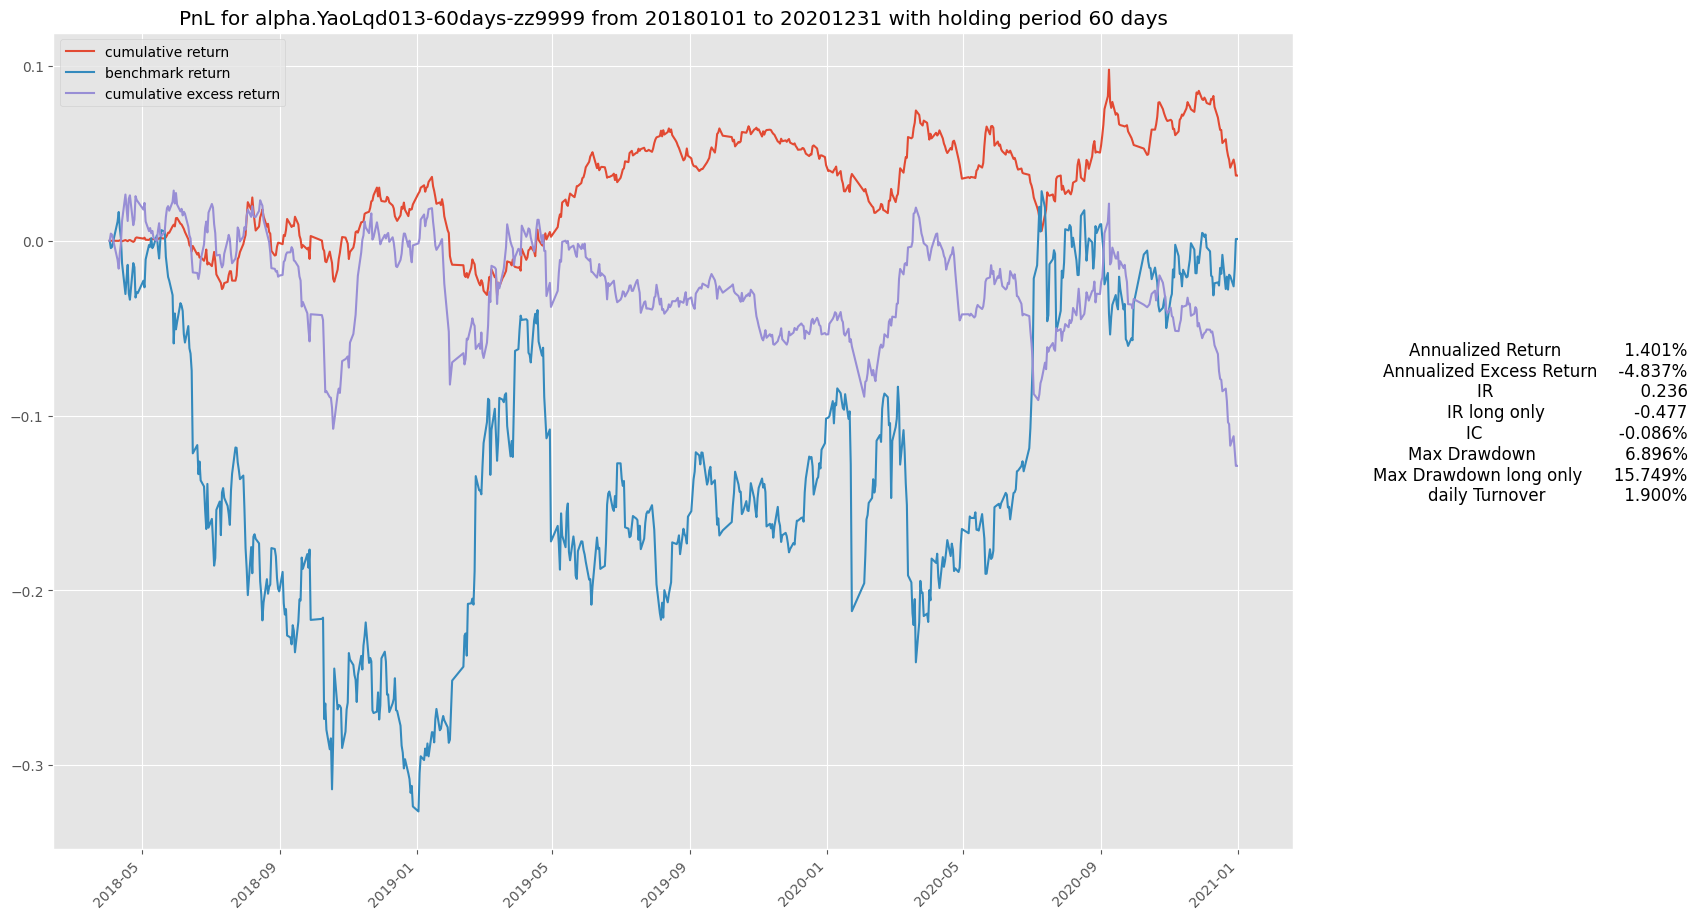 PnL for alpha.YaoLqd013-60days-zz9999 from 20180101 to 20201231 with holding period 60 days
cumulative return
benchmark return
cumulative excess return
0.1
0.0
−0.1
−0.2
−0.3
2018-05
2018-09
2019-01
2019-05
2019-09
2020-01
2020-05
2020-09
2021-01
Annualized Return 1.401%
Annualized Excess Return -4.837%
IR 0.236
IR long only -0.477
IC -0.086%
Max Drawdown 6.896%
Max Drawdown long only 15.749%
daily Turnover 1.900%